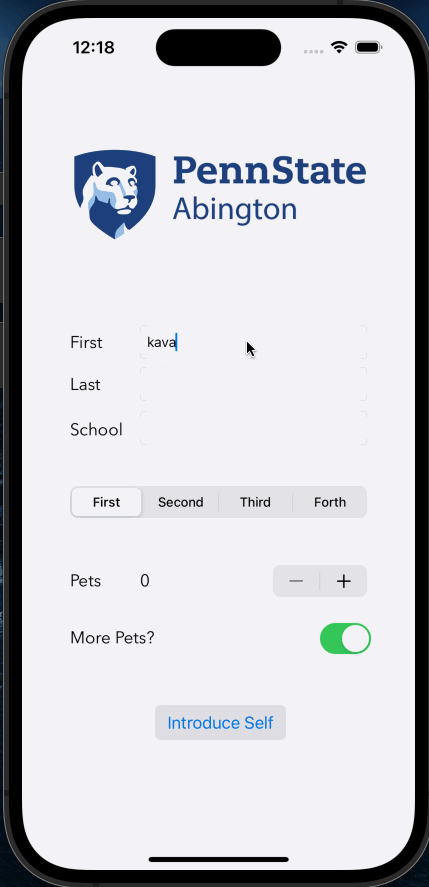 12:18
PennState
Abington
First kava
Last
School
First Second Third Forth
Pets 0 − +
More Pets?
Introduce Self